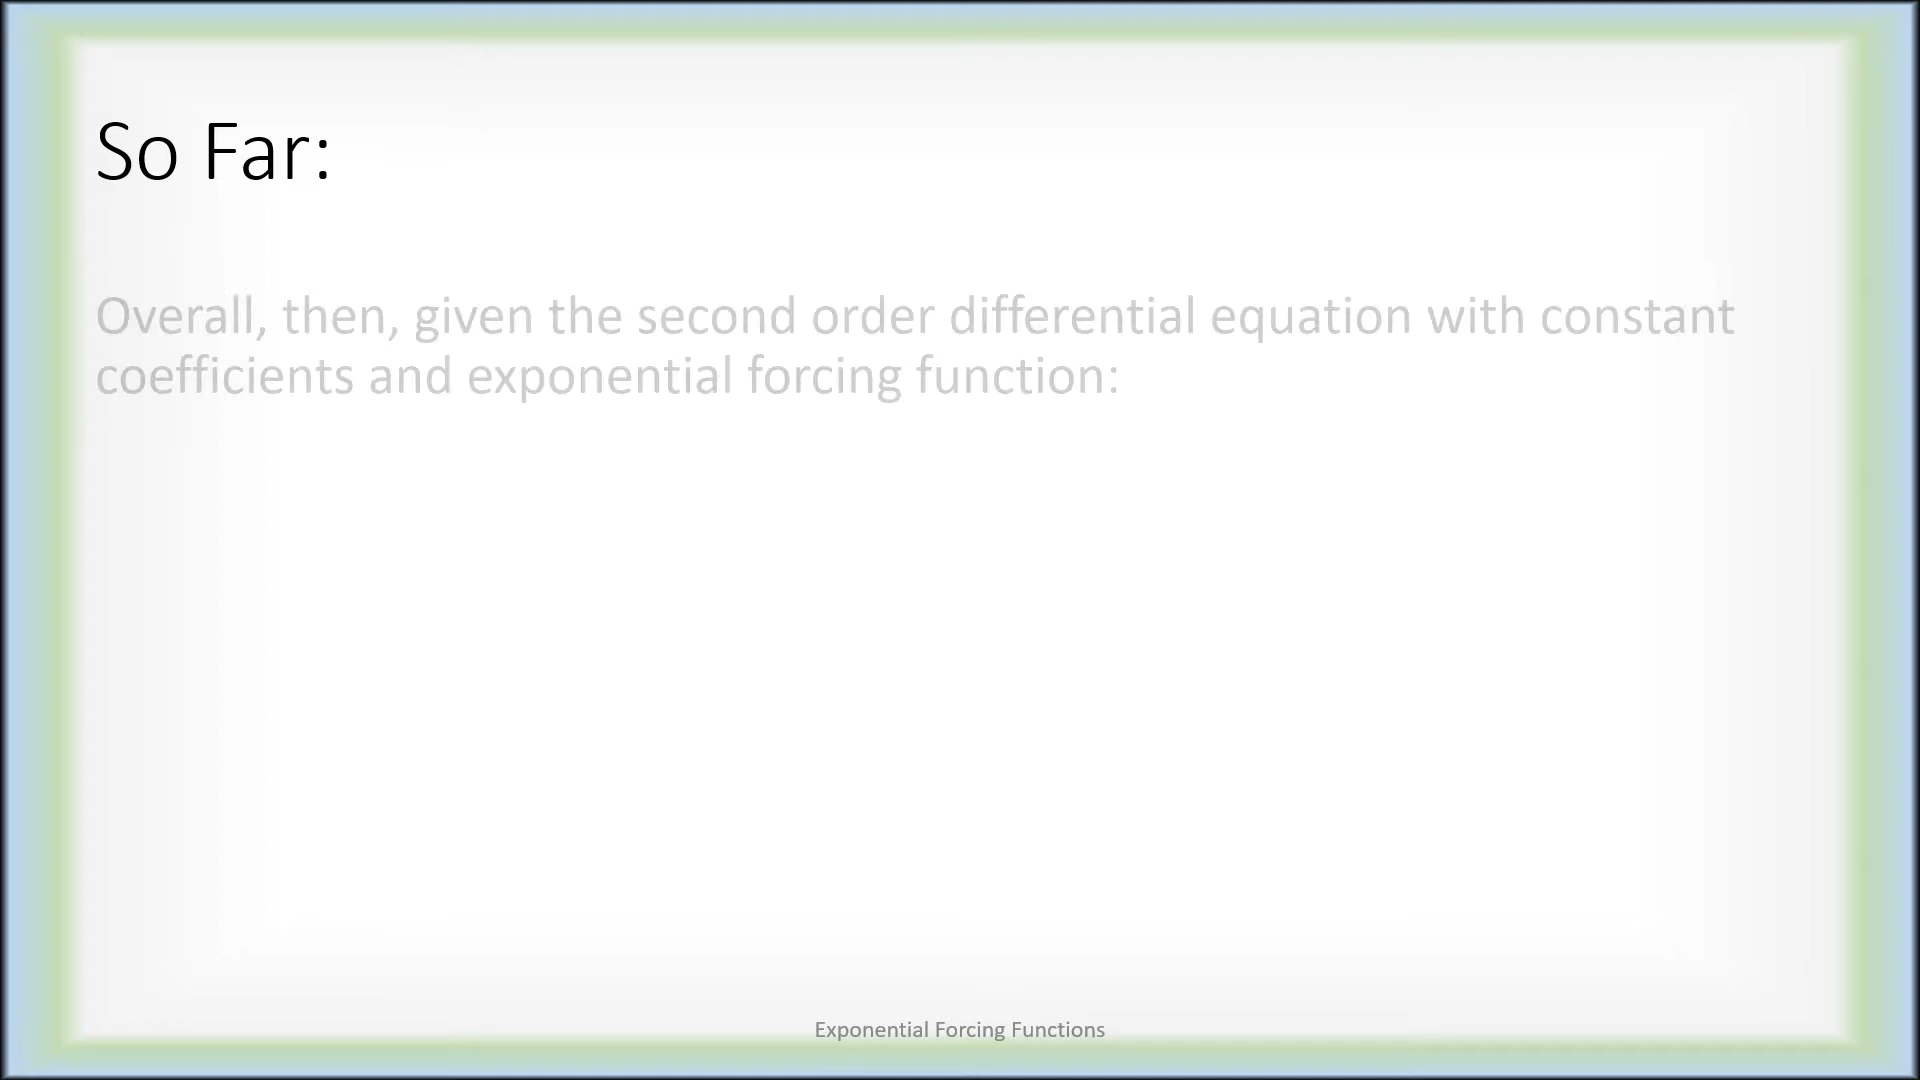 So Far:
Overall, then, given the second order differential equation with constant
coefficients and exponential forcing function:
Exponential Forcing Functions